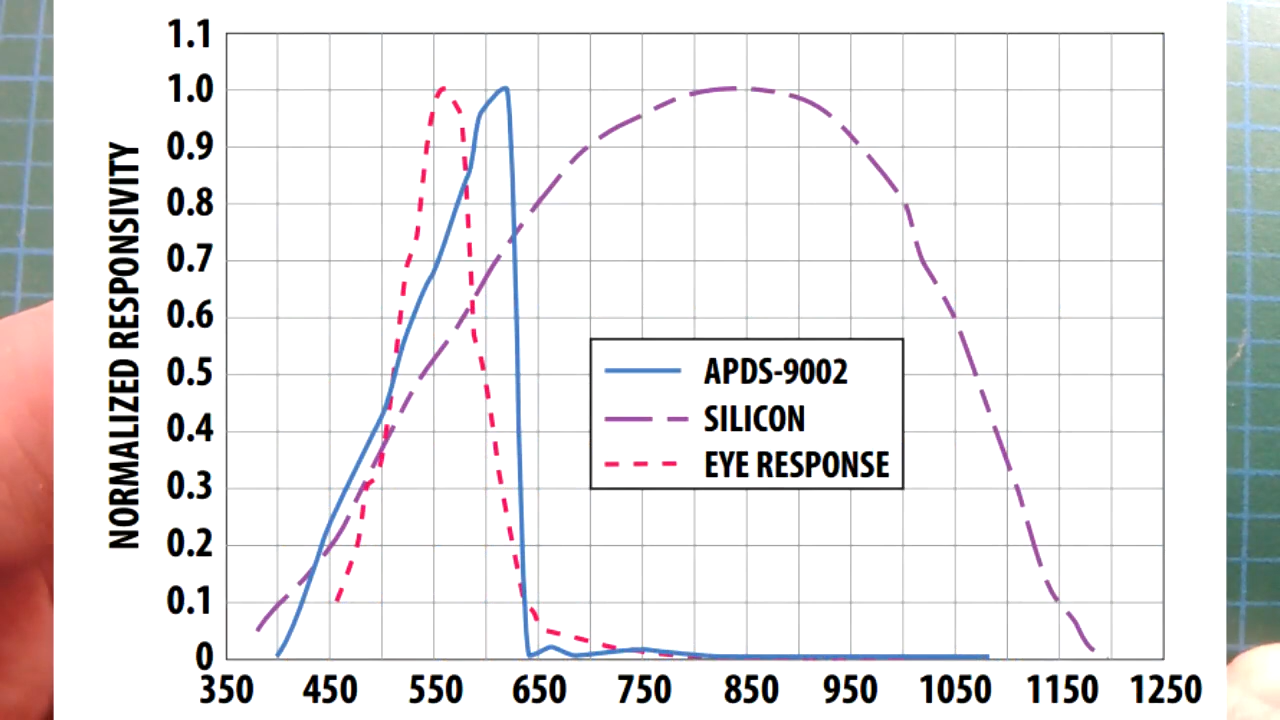 1.1
1.0
0.9
0.8
0.7
0.6
0.5
0.4
0.3
0.2
0.1
0
NORMALIZED RESPONSIVITY
APDS-9002
SILICON
EYE RESPONSE
350 450 550 650 750 850 950 1050 1150 1250